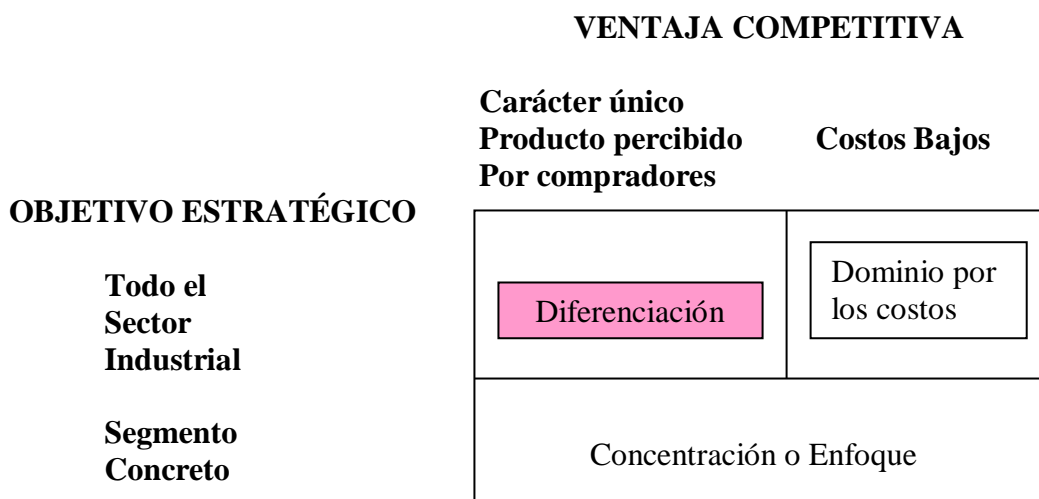 VENTAJA COMPETITIVA
Carácter único
Producto percibido
Por compradores
Costos Bajos
OBJETIVO ESTRATÉGICO
Todo el
Sector
Industrial
Diferenciación
Dominio por
los costos
Segmento
Concreto
Concentración o Enfoque